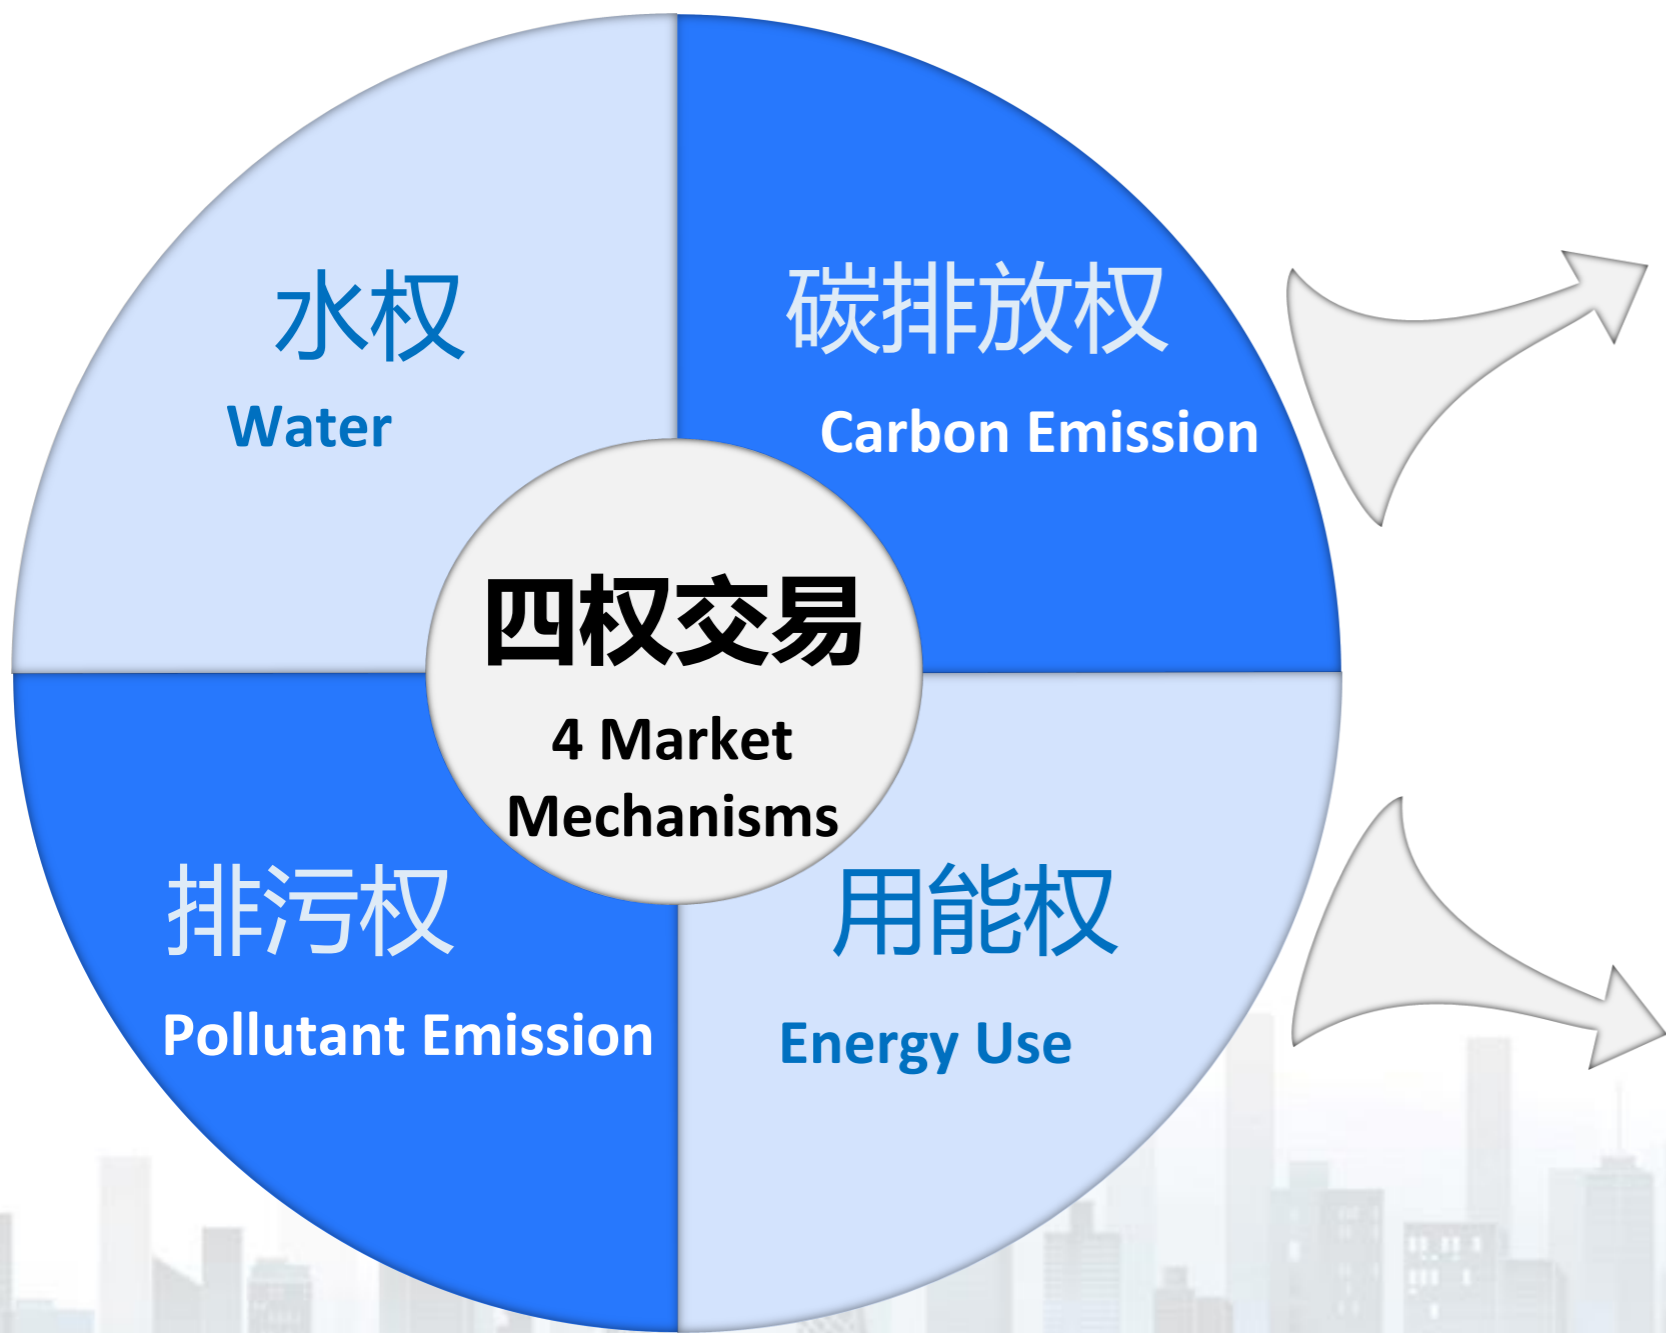 水权
Water
碳排放权
Carbon Emission
四权交易
4 Market
Mechanisms
排污权
Pollutant Emission
用能权
Energy Use